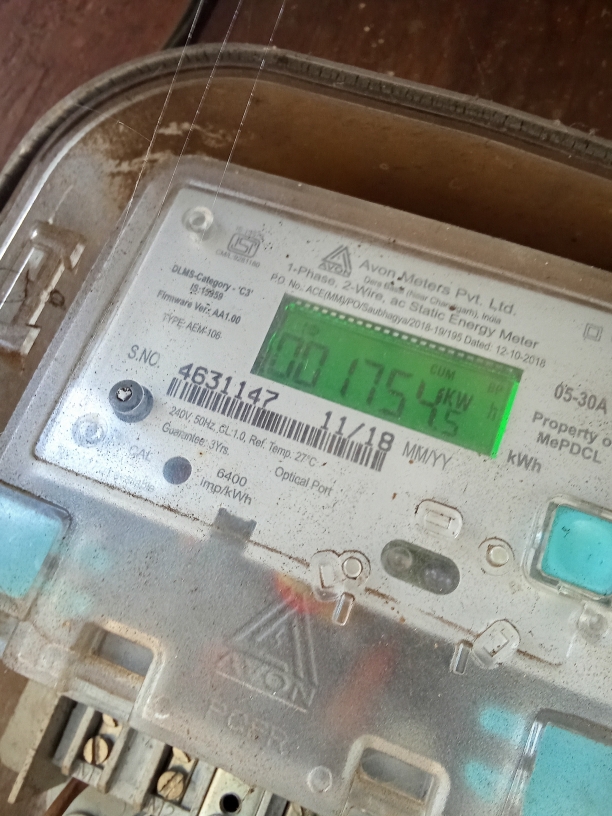 Avon Meters Pvt. Ltd.
1-Phase, 2-Wire, ac Static Energy Meter
P.O. No. ACE(MM)/PO/Saubhagya/2018-19/195 Dated: 12-10-2018
AVON
DLMS-Category - 'C3'
IS:15959
Firmware Ver: AA1.00
TYPE: AEM-106
CUM
KW
h
05-30A
Property of
MePDCL
S.NO.
4631147
11/18 MM/YY
kWh
240V, 50Hz, CL 1.0, Ref. Temp. 27°C
Guarantee: 3Yrs.
CAL
6400
imp/kWh
Optical Port
AVON